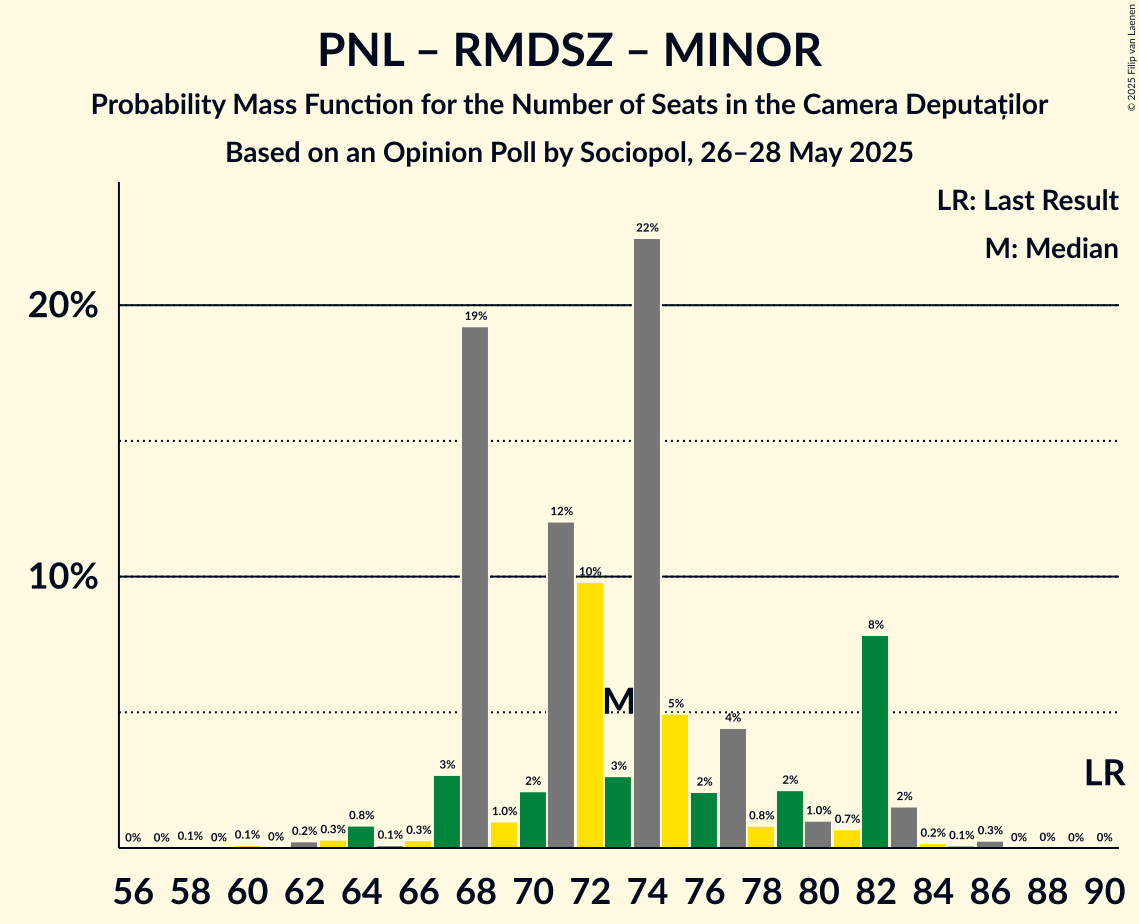 PNL – RMDSZ – MINOR
Probability Mass Function for the Number of Seats in the Camera Deputaților
Based on an Opinion Poll by Sociopol, 26–28 May 2025
© 2025 Filip van Laenen
LR: Last Result
M: Median
20%
10%
0% 0% 0.1% 0% 0.1% 0% 0.2% 0.3% 0.8% 0.1% 0.3% 3% 19% 1.0% 2% 12% 10% 3% 22% 5% 2% 4% 0.8% 2% 1.0% 0.7% 8% 2% 0.2% 0.1% 0.3% 0% 0% 0% 0%
M
LR
56 58 60 62 64 66 68 70 72 74 76 78 80 82 84 86 88 90